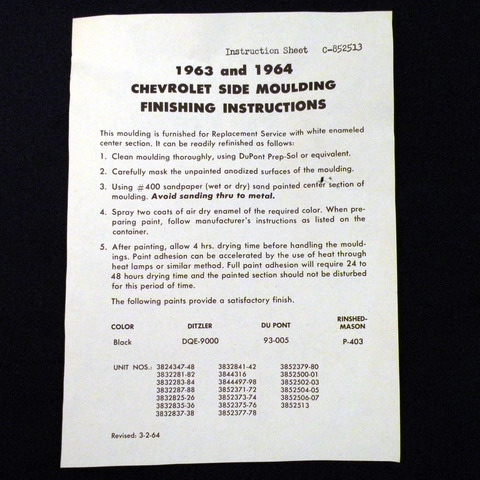 Instruction Sheet C-852513
1963 and 1964
CHEVROLET SIDE MOULDING
FINISHING INSTRUCTIONS
This moulding is furnished for Replacement Service with white enameled
center section. It can be readily refinished as follows:
1. Clean moulding thoroughly, using DuPont Prep-Sol or equivalent.
2. Carefully mask the unpainted anodized surfaces of the moulding.
3. Using #400 sandpaper (wet or dry) sand painted center section of
moulding. Avoid sanding thru to metal.
4. Spray two coats of air dry enamel of the required color. When pre-
paring paint, follow manufacturer's instructions as listed on the
container.
5. After painting, allow 4 hrs. drying time before handling the mould-
ings. Paint adhesion can be accelerated by the use of heat through
heat lamps or similar method. Full paint adhesion will require 24 to
48 hours drying time and the painted section should not be disturbed
for this period of time.
The following paints provide a satisfactory finish.
COLOR DITZLER DU PONT RINSHED-
MASON
Black DQE-9000 93-005 P-403
UNIT NOS.: 3824347-48 3832841-42 3852379-80
3832281-82 3844316 3852500-01
3832283-84 3844497-98 3852502-03
3832287-88 3852371-72 3852504-05
3832825-26 3852373-74 3852506-07
3832835-36 3852375-76 3852513
3832837-38 3852377-78
Revised: 3-2-64